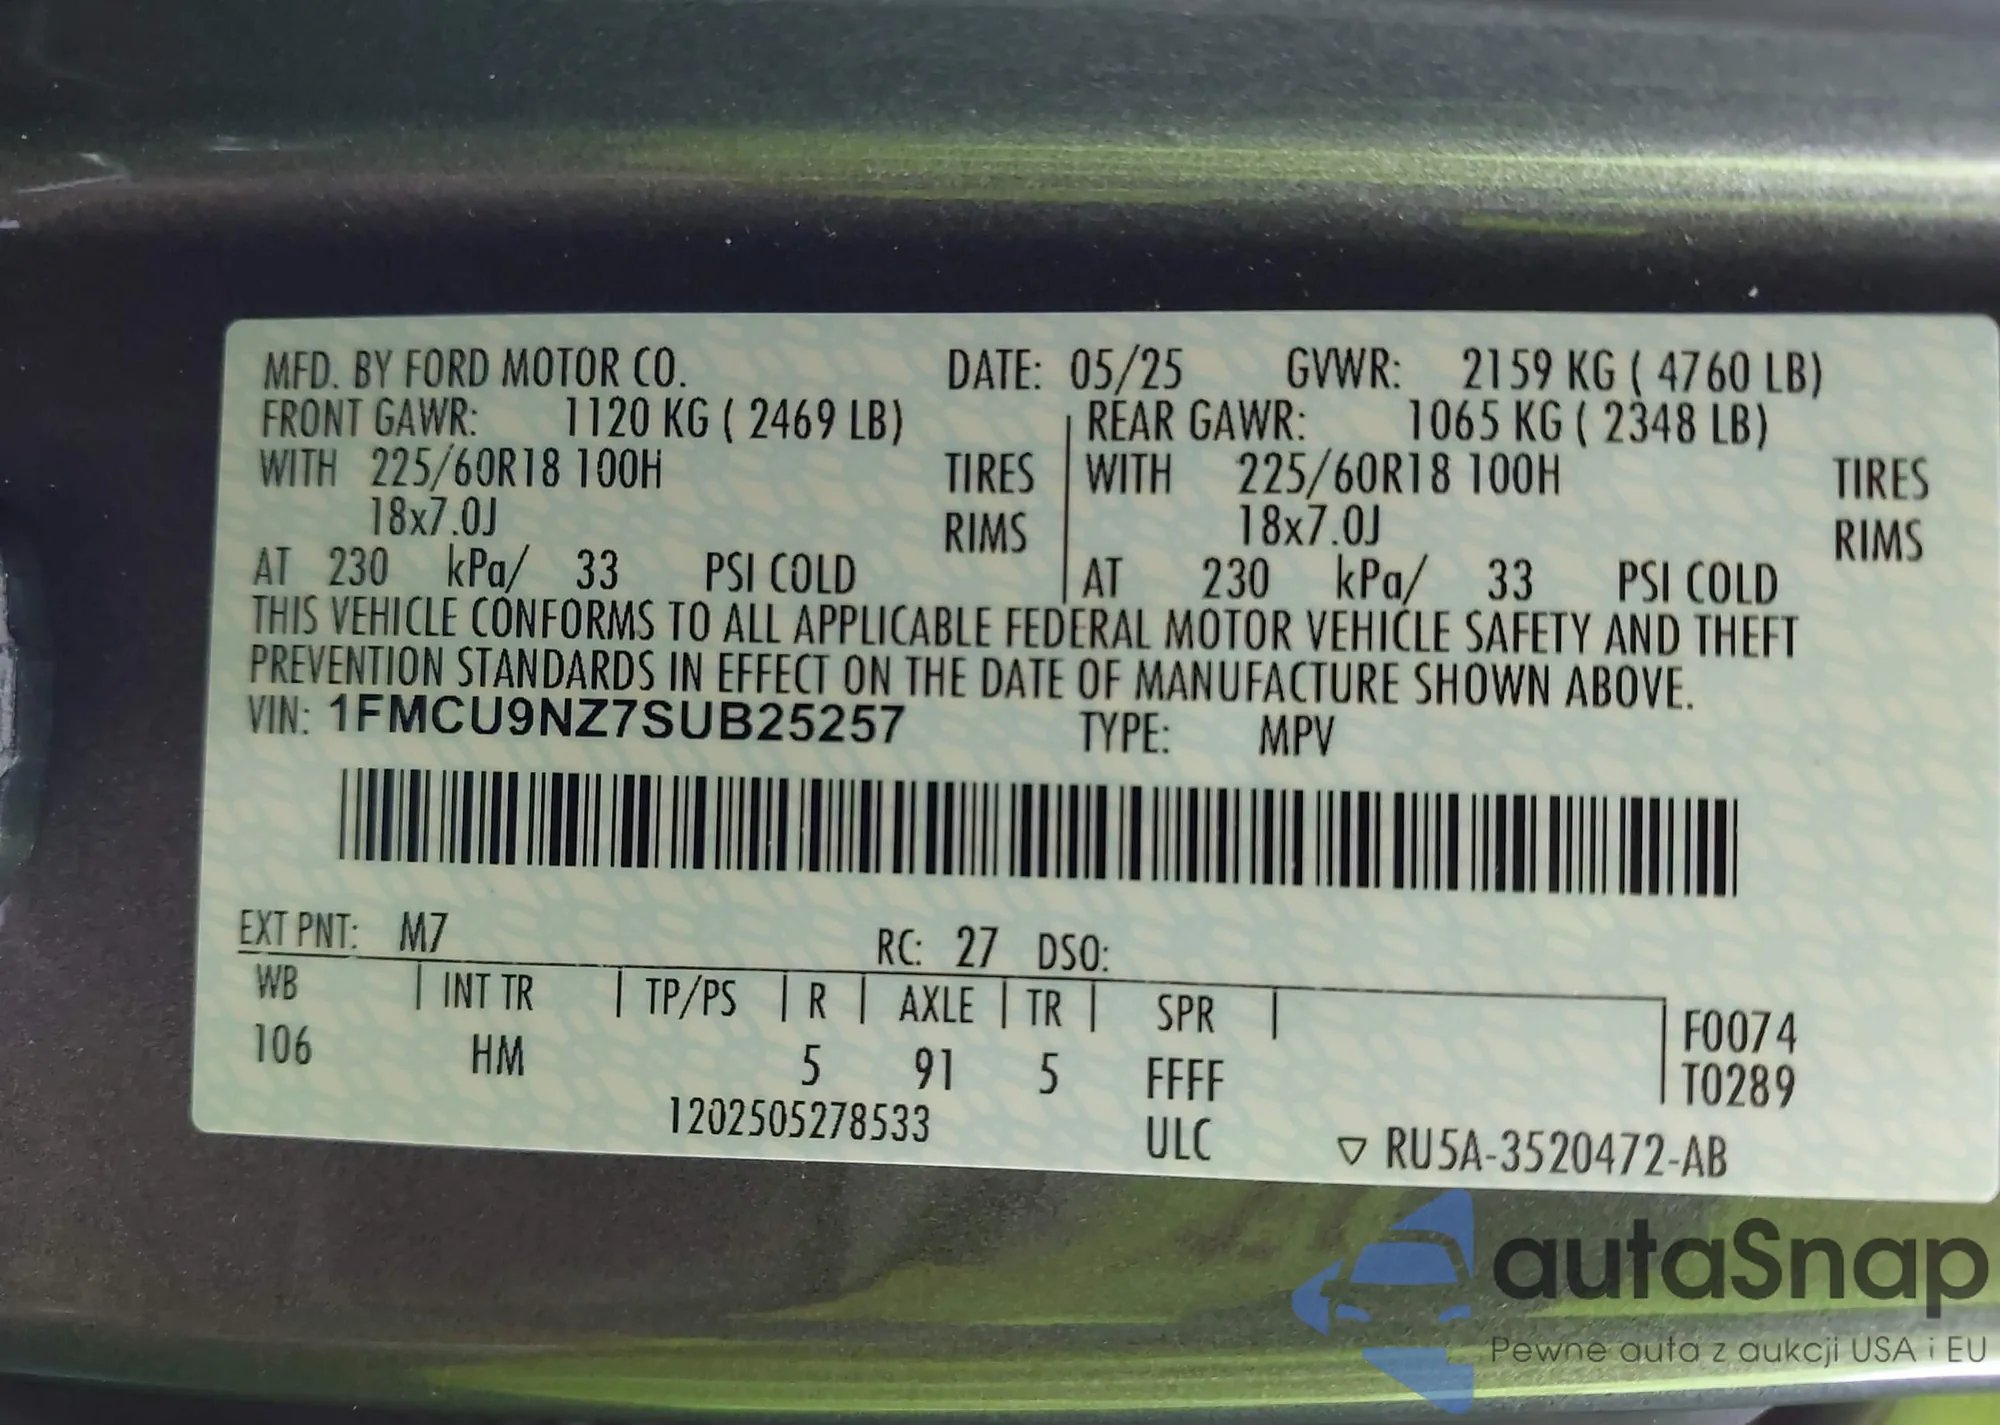 MFD. BY FORD MOTOR CO. DATE: 05/25 GVWR: 2159 KG ( 4760 LB)
FRONT GAWR: 1120 KG ( 2469 LB) REAR GAWR: 1065 KG ( 2348 LB)
WITH 225/60R18 100H TIRES WITH 225/60R18 100H TIRES
18x7.0J RIMS 18x7.0J RIMS
AT 230 kPa/ 33 PSI COLD AT 230 kPa/ 33 PSI COLD
THIS VEHICLE CONFORMS TO ALL APPLICABLE FEDERAL MOTOR VEHICLE SAFETY AND THEFT
PREVENTION STANDARDS IN EFFECT ON THE DATE OF MANUFACTURE SHOWN ABOVE.
VIN: 1FMCU9NZ7SUB25257 TYPE: MPV
EXT PNT: M7 RC: 27 DSO:
WB INT TR TP/PS R AXLE TR SPR F0074
106 HM 5 91 5 FFFF T0289
1202505278533 ULC ▽ RU5A-3520472-AB
autaSnap
Pewne auta z aukcji USA i EU